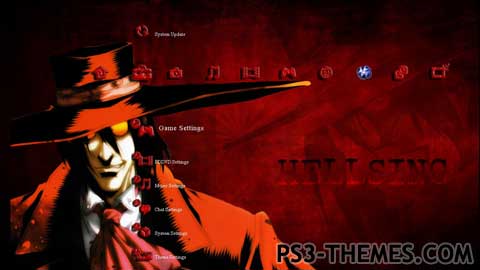 System Update
Game Settings
BD/DVD Settings
Music Settings
Chat Settings
System Settings
Theme Settings
HELLSING
PS3-THEMES.COM